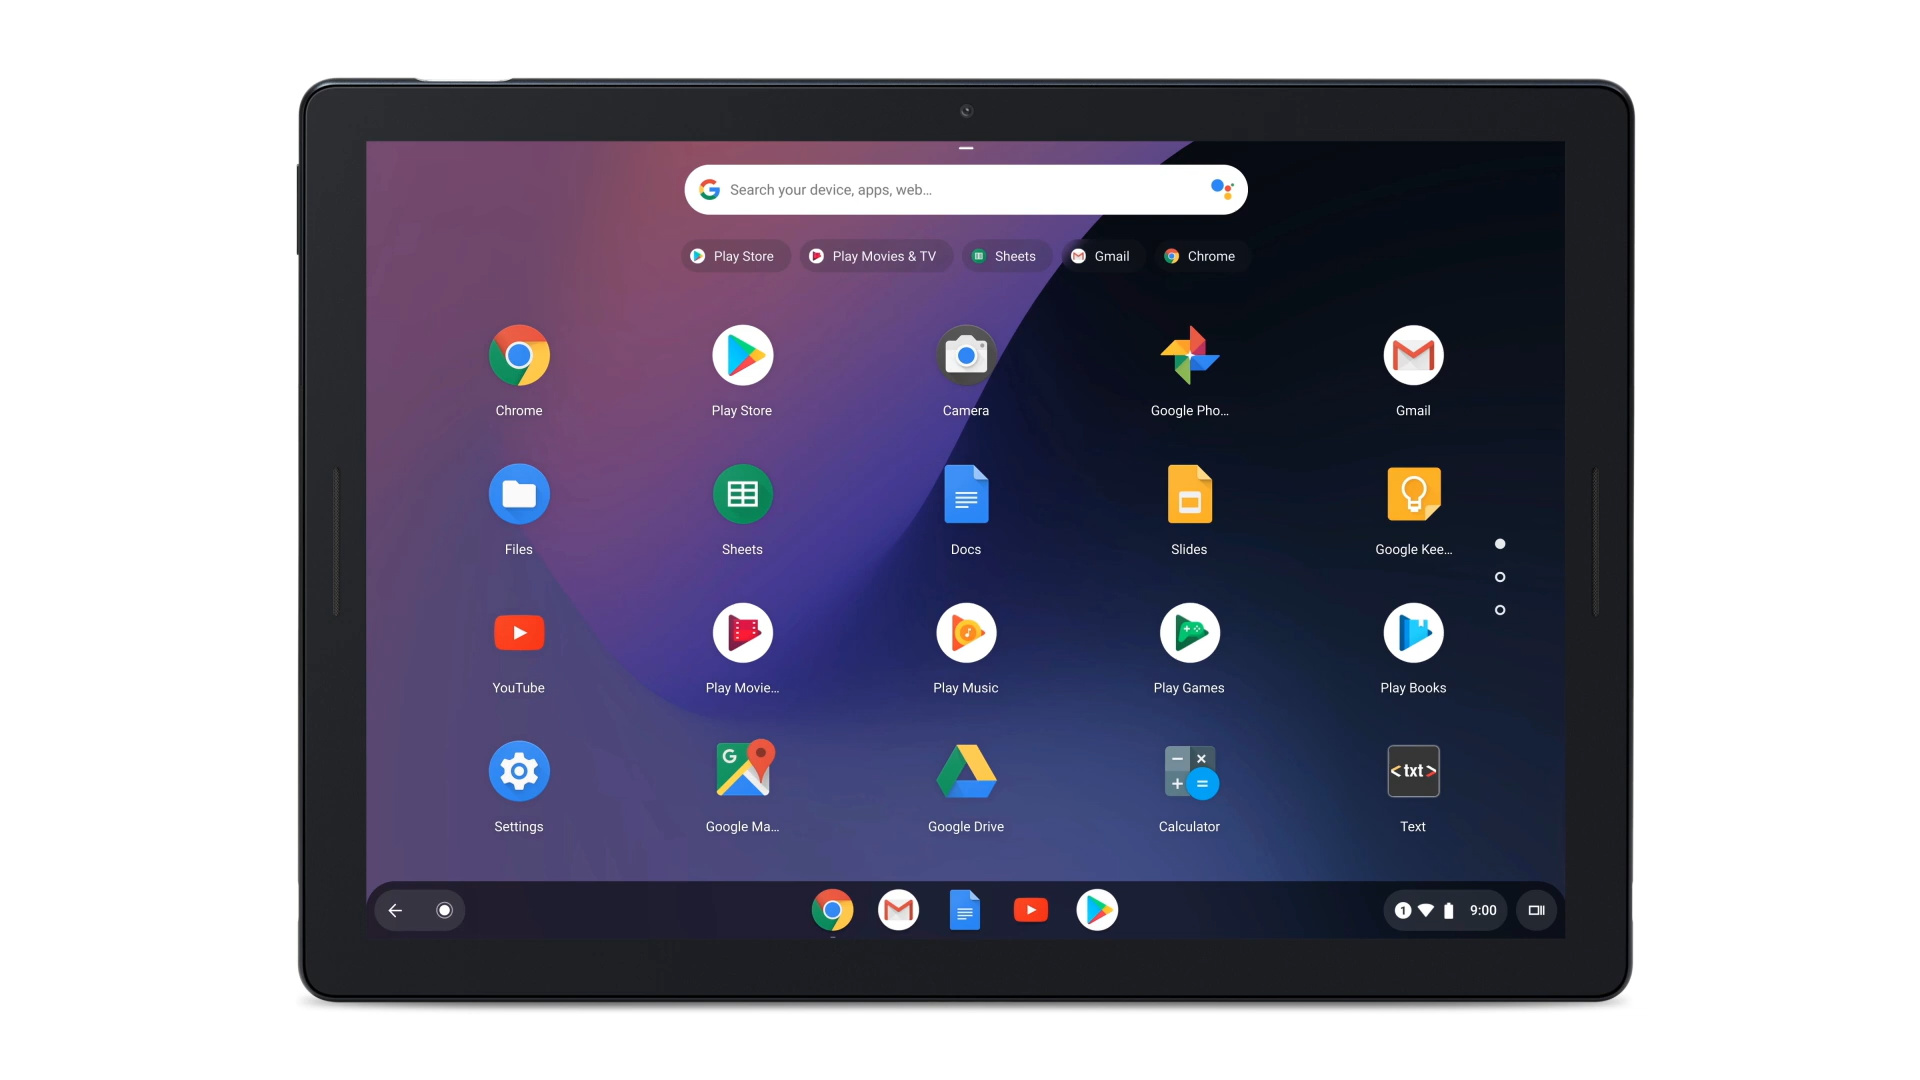 Search your device, apps, web...
Play Store
Play Movies & TV
Sheets
Gmail
Chrome
Chrome
Play Store
Camera
Google Pho...
Gmail
Files
Sheets
Docs
Slides
Google Kee...
YouTube
Play Movie...
Play Music
Play Games
Play Books
G
Settings
Google Ma...
Google Drive
Calculator
<txt>
Text
1
9:00